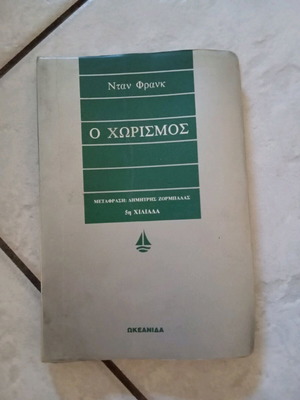 Νταν Φρανκ
Ο ΧΩΡΙΣΜΟΣ
ΜΕΤΑΦΡΑΣΗ: ΔΗΜΗΤΡΗΣ ΖΟΡΜΠΑΛΑΣ
5η ΧΙΛΙΑΔΑ
ΩΚΕΑΝΙΔΑ